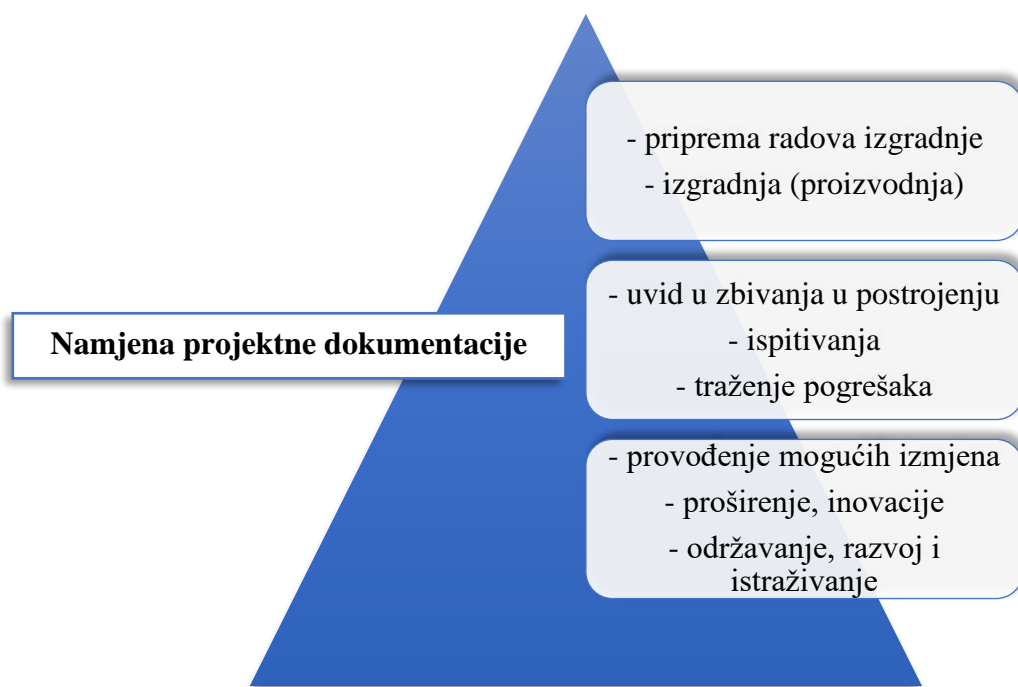 - priprema radova izgradnje
- izgradnja (proizvodnja)
- uvid u zbivanja u postrojenju
Namjena projektne dokumentacije
- ispitivanja
- traženje pogrešaka
- provođenje mogućih izmjena
- proširenje, inovacije
- održavanje, razvoj i
istraživanje